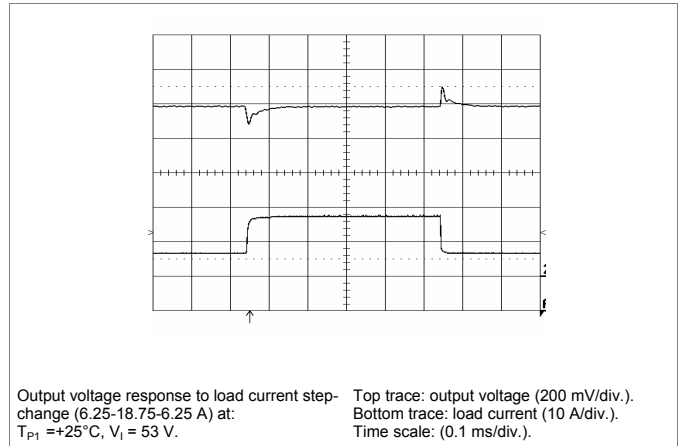 Output voltage response to load current step-
change (6.25-18.75-6.25 A) at:
T_P1 =+25°C, V_I = 53 V.
Top trace: output voltage (200 mV/div.).
Bottom trace: load current (10 A/div.).
Time scale: (0.1 ms/div.).